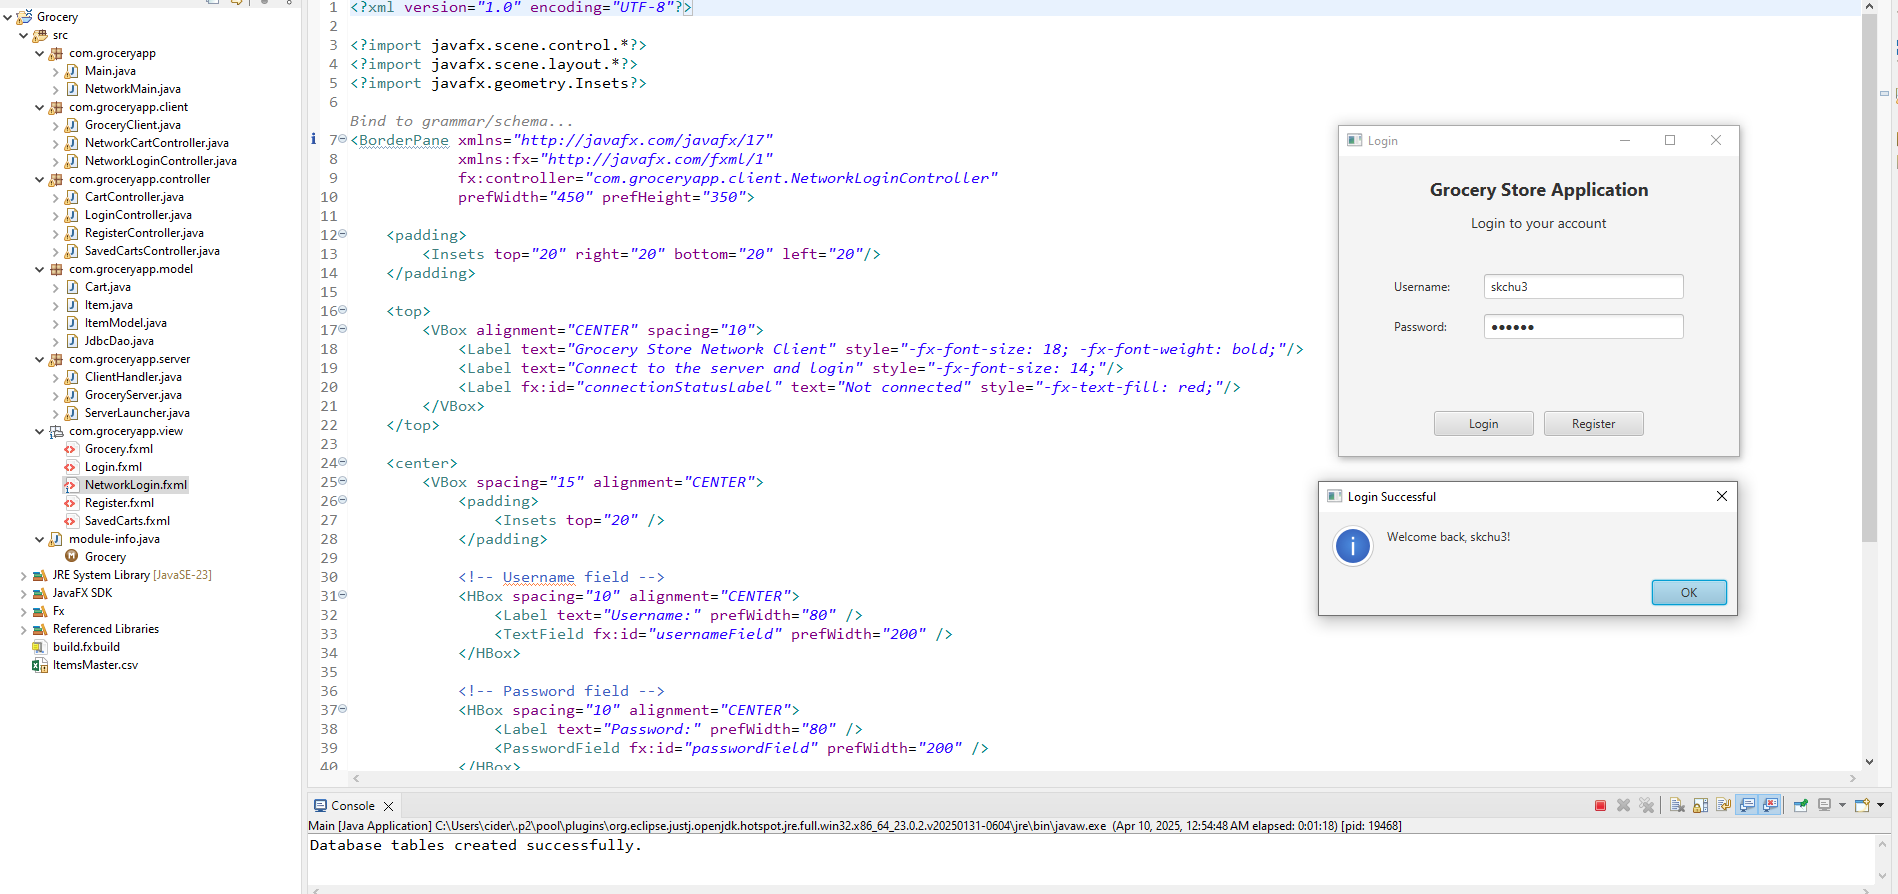 Grocery
src
com.groceryapp
Main.java
NetworkMain.java
com.groceryapp.client
GroceryClient.java
NetworkCartController.java
NetworkLoginController.java
com.groceryapp.controller
CartController.java
LoginController.java
RegisterController.java
SavedCartsController.java
com.groceryapp.model
Cart.java
Item.java
ItemModel.java
JdbcDao.java
com.groceryapp.server
ClientHandler.java
GroceryServer.java
ServerLauncher.java
com.groceryapp.view
Grocery.fxml
Login.fxml
NetworkLogin.fxml
Register.fxml
SavedCarts.fxml
module-info.java
Grocery
JRE System Library [JavaSE-23]
JavaFX SDK
Fx
Referenced Libraries
build.fxbuild
ItemsMaster.csv
1 <?xml version="1.0" encoding="UTF-8"?>
2
3 <?import javafx.scene.control.*?>
4 <?import javafx.scene.layout.*?>
5 <?import javafx.geometry.Insets?>
6
Bind to grammar/schema...
7 <BorderPane xmlns="http://javafx.com/javafx/17"
8 xmlns:fx="http://javafx.com/fxml/1"
9 fx:controller="com.groceryapp.client.NetworkLoginController"
10 prefWidth="450" prefHeight="350">
11
12 <padding>
13 <Insets top="20" right="20" bottom="20" left="20"/>
14 </padding>
15
16 <top>
17 <VBox alignment="CENTER" spacing="10">
18 <Label text="Grocery Store Network Client" style="-fx-font-size: 18; -fx-font-weight: bold;"/>
19 <Label text="Connect to the server and login" style="-fx-font-size: 14;"/>
20 <Label fx:id="connectionStatusLabel" text="Not connected" style="-fx-text-fill: red;"/>
21 </VBox>
22 </top>
23
24 <center>
25 <VBox spacing="15" alignment="CENTER">
26 <padding>
27 <Insets top="20" />
28 </padding>
29
30 <!-- Username field -->
31 <HBox spacing="10" alignment="CENTER">
32 <Label text="Username:" prefWidth="80" />
33 <TextField fx:id="usernameField" prefWidth="200" />
34 </HBox>
35
36 <!-- Password field -->
37 <HBox spacing="10" alignment="CENTER">
38 <Label text="Password:" prefWidth="80" />
39 <PasswordField fx:id="passwordField" prefWidth="200" />
40 </HBox>
Login
Grocery Store Application
Login to your account
Username: skchu3
Password: ●●●●●●
Login Register
Login Successful
Welcome back, skchu3!
OK
Console
Main [Java Application] C:\Users\cider\.p2\pool\plugins\org.eclipse.justj.openjdk.hotspot.jre.full.win32.x86_64_23.0.2.v20250131-0604\jre\bin\javaw.exe (Apr 10, 2025, 12:54:48 AM elapsed: 0:01:18) [pid: 19468]
Database tables created successfully.